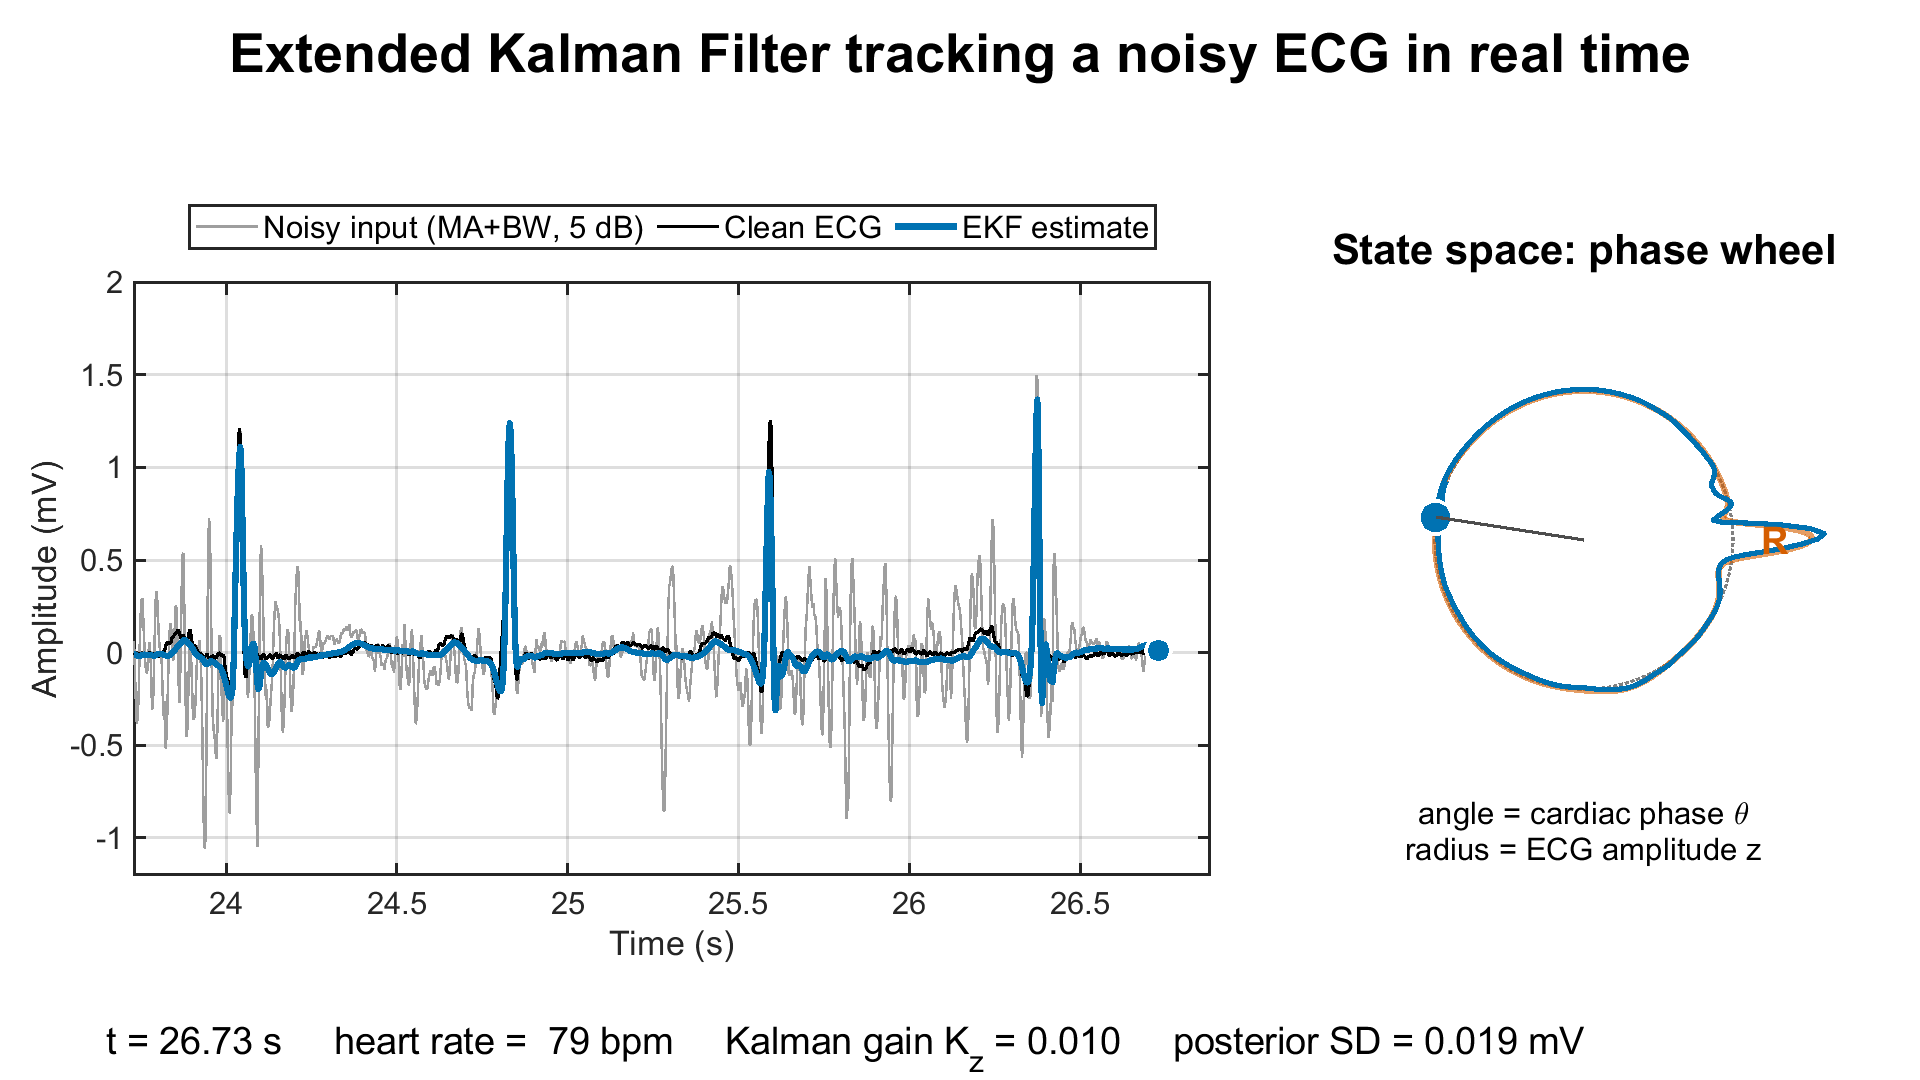 Extended Kalman Filter tracking a noisy ECG in real time
Noisy input (MA+BW, 5 dB) Clean ECG EKF estimate
State space: phase wheel
2
1.5
1
0.5
0
-0.5
-1
Amplitude (mV)
24 24.5 25 25.5 26 26.5
Time (s)
R
angle = cardiac phase θ
radius = ECG amplitude z
t = 26.73 s heart rate = 79 bpm Kalman gain K_z = 0.010 posterior SD = 0.019 mV